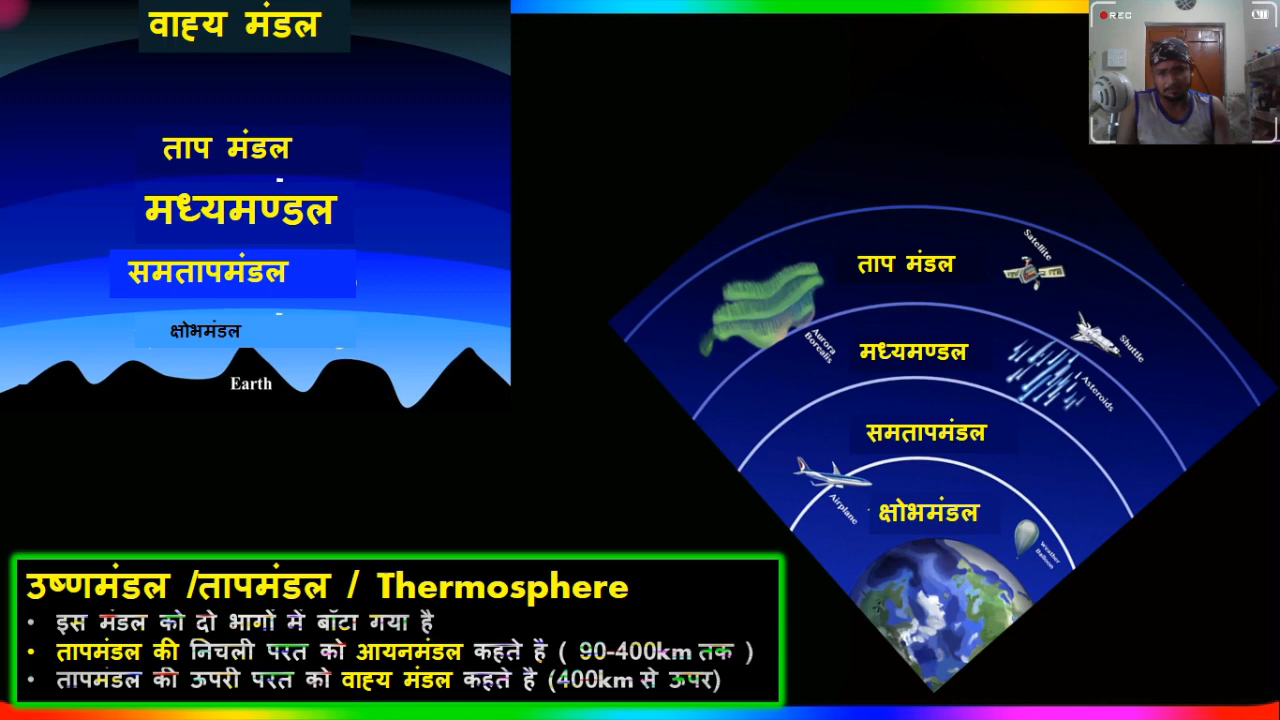 वाह्य मंडल
ताप मंडल
मध्यमण्डल
समतापमंडल
क्षोभमंडल
Earth
REC
ताप मंडल
Satellite
Aurora
Borealis
मध्यमण्डल
Shuttle
Asteroids
समतापमंडल
Airplane
क्षोभमंडल
Weather
Balloon
उष्णमंडल /तापमंडल / Thermosphere
• इस मंडल को दो भागों में बाँटा गया है
• तापमंडल की निचली परत को आयनमंडल कहते है ( 90-400km तक )
• तापमंडल की ऊपरी परत को वाह्य मंडल कहते है (400km से ऊपर)